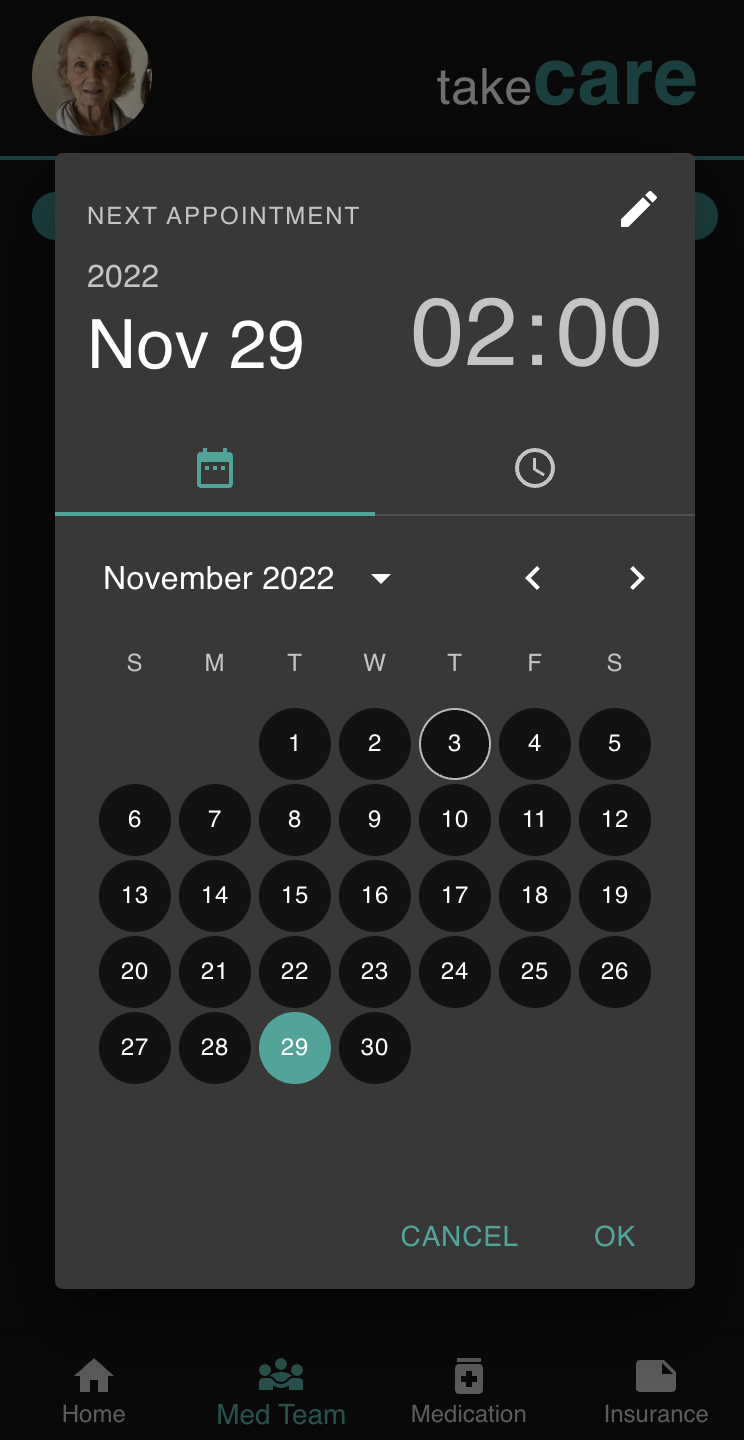 takecare
NEXT APPOINTMENT
2022
Nov 29 02:00
November 2022
S M T W T F S
1 2 3 4 5
6 7 8 9 10 11 12
13 14 15 16 17 18 19
20 21 22 23 24 25 26
27 28 29 30
CANCEL OK
Home Med Team Medication Insurance